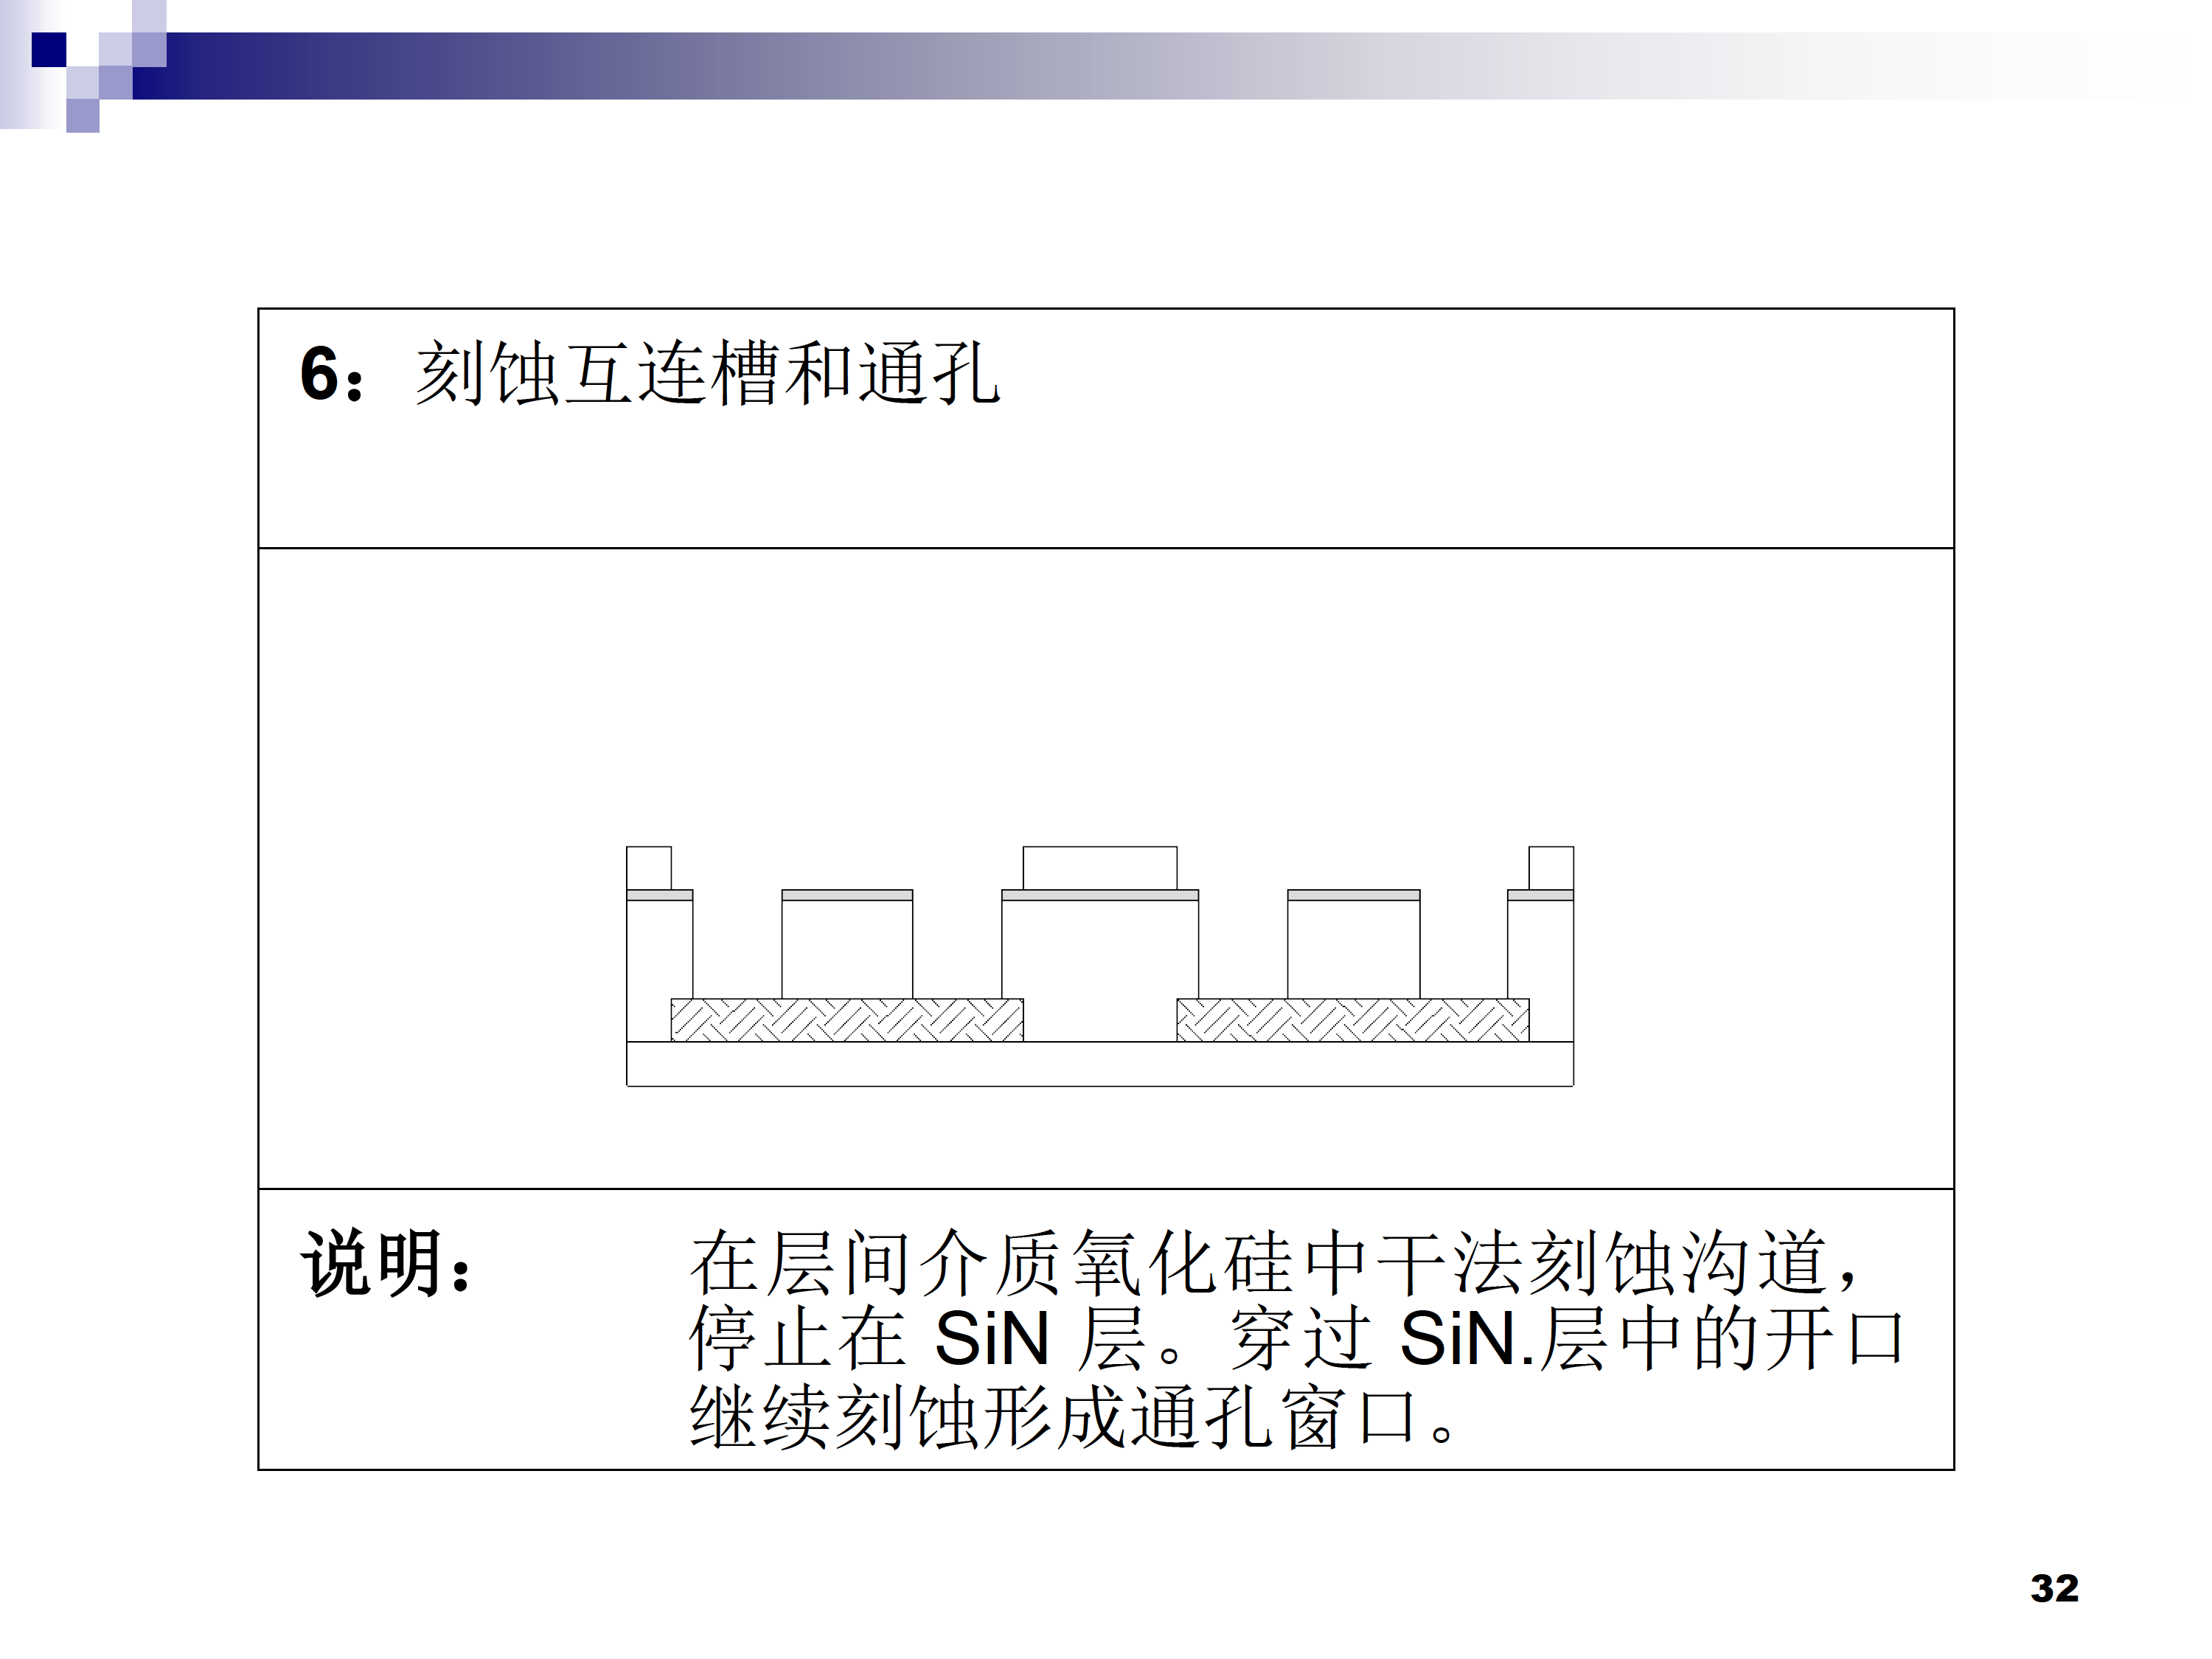 6：刻蚀互连槽和通孔
说明： 在层间介质氧化硅中干法刻蚀沟道，
停止在 SiN 层。穿过 SiN.层中的开口
继续刻蚀形成通孔窗口。
32